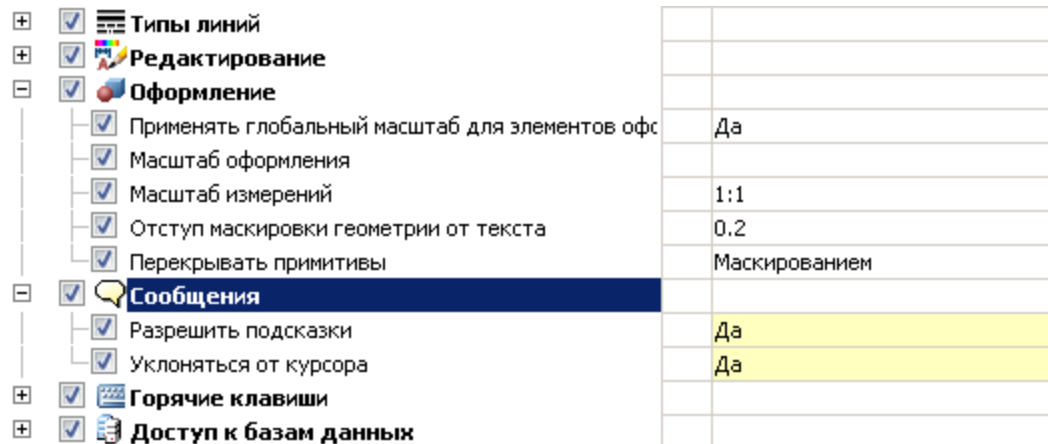 Типы линий
Редактирование
Оформление
Применять глобальный масштаб для элементов офо Да
Масштаб оформления
Масштаб измерений 1:1
Отступ маскировки геометрии от текста 0.2
Перекрывать примитивы Маскированием
Сообщения
Разрешить подсказки Да
Уклоняться от курсора Да
Горячие клавиши
Доступ к базам данных